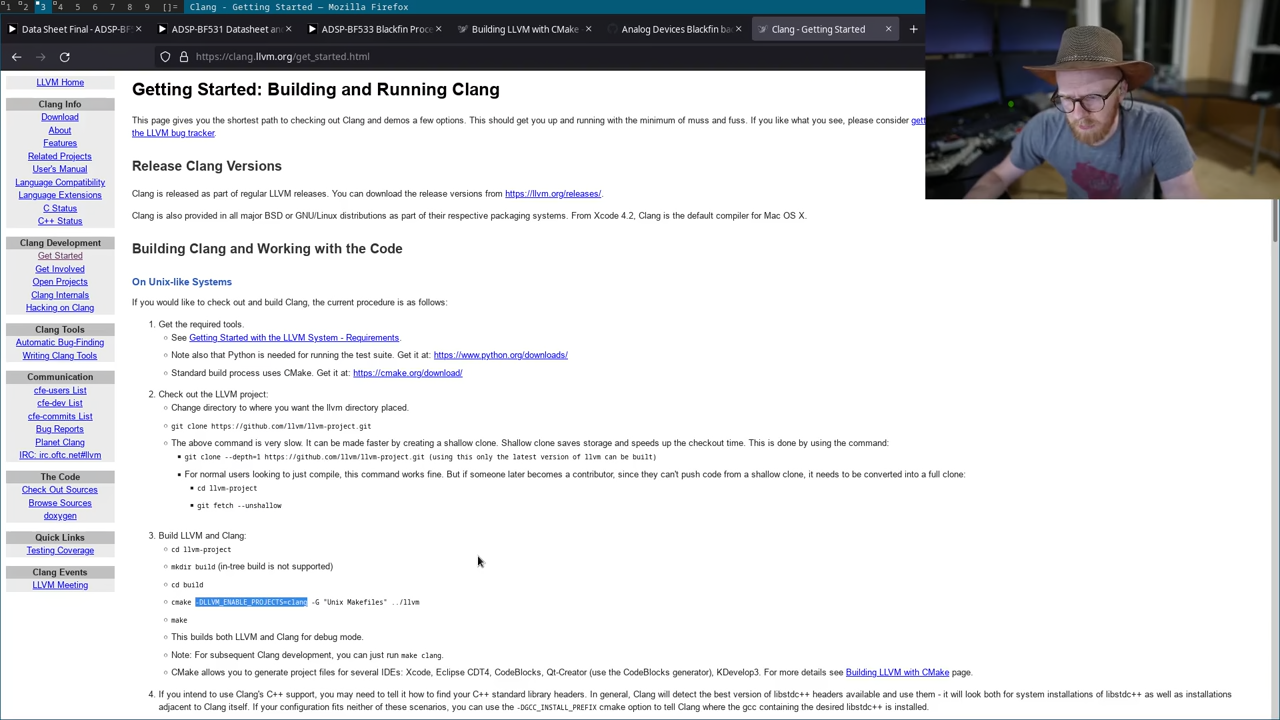 1 2 3 4 5 6 7 8 9 []= Clang - Getting Started — Mozilla Firefox
Data Sheet Final - ADSP-BF5
ADSP-BF531 Datasheet an
ADSP-BF533 Blackfin Proce
Building LLVM with CMake
Analog Devices Blackfin ba
Clang - Getting Started
https://clang.llvm.org/get_started.html
LLVM Home
Clang Info
Download
About
Features
Related Projects
User's Manual
Language Compatibility
Language Extensions
C Status
C++ Status
Clang Development
Get Started
Get Involved
Open Projects
Clang Internals
Hacking on Clang
Clang Tools
Automatic Bug-Finding
Writing Clang Tools
Communication
cfe-users List
cfe-dev List
cfe-commits List
Bug Reports
Planet Clang
IRC: irc.oftc.net#llvm
The Code
Check Out Sources
Browse Sources
doxygen
Quick Links
Testing Coverage
Clang Events
LLVM Meeting
Getting Started: Building and Running Clang
This page gives you the shortest path to checking out Clang and demos a few options. This should get you up and running with the minimum of muss and fuss. If you like what you see, please consider
the LLVM bug tracker.
Release Clang Versions
Clang is released as part of regular LLVM releases. You can download the release versions from https://llvm.org/releases/.
Clang is also provided in all major BSD or GNU/Linux distributions as part of their respective packaging systems. From Xcode 4.2, Clang is the default compiler for Mac OS X.
Building Clang and Working with the Code
On Unix-like Systems
If you would like to check out and build Clang, the current procedure is as follows:
1. Get the required tools.
See Getting Started with the LLVM System - Requirements.
Note also that Python is needed for running the test suite. Get it at: https://www.python.org/downloads/
Standard build process uses CMake. Get it at: https://cmake.org/download/
2. Check out the LLVM project:
Change directory to where you want the llvm directory placed.
git clone https://github.com/llvm/llvm-project.git
The above command is very slow. It can be made faster by creating a shallow clone. Shallow clone saves storage and speeds up the checkout time. This is done by using the command:
git clone --depth=1 https://github.com/llvm/llvm-project.git (using this only the latest version of llvm can be built)
For normal users looking to just compile, this command works fine. But if someone later becomes a contributor, since they can't push code from a shallow clone, it needs to be converted into a full clone:
cd llvm-project
git fetch --unshallow
3. Build LLVM and Clang:
cd llvm-project
mkdir build (in-tree build is not supported)
cd build
cmake -DLLVM_ENABLE_PROJECTS=clang -G "Unix Makefiles" ../llvm
make
This builds both LLVM and Clang for debug mode.
Note: For subsequent Clang development, you can just run make clang.
CMake allows you to generate project files for several IDEs: Xcode, Eclipse CDT4, CodeBlocks, Qt-Creator (use the CodeBlocks generator), KDevelop3. For more details see Building LLVM with CMake page.
4. If you intend to use Clang's C++ support, you may need to tell it how to find your C++ standard library headers. In general, Clang will detect the best version of libstdc++ headers available and use them - it will look both for system installations of libstdc++ as well as installations
adjacent to Clang itself. If your configuration fits neither of these scenarios, you can use the -DGCC_INSTALL_PREFIX cmake option to tell Clang where the gcc containing the desired libstdc++ is installed.